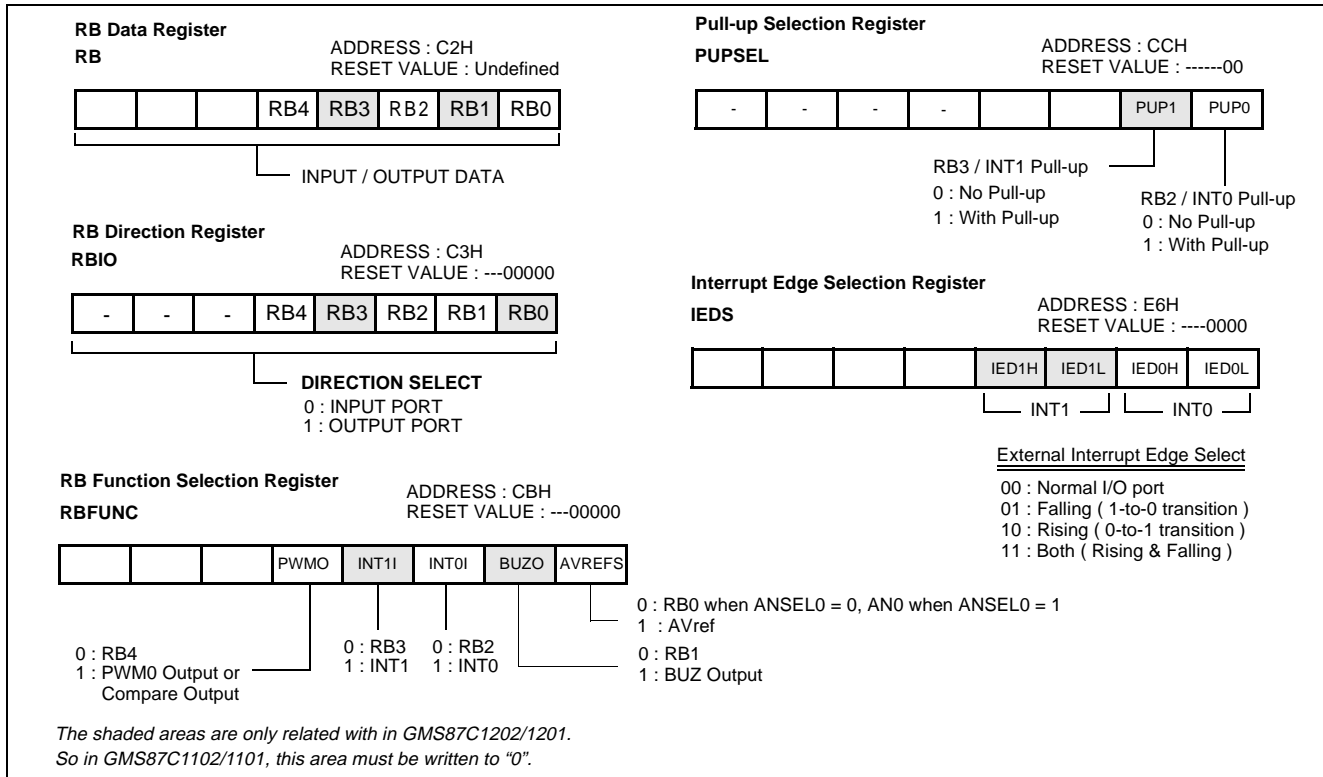 RB Data Register
RB
ADDRESS : C2H
RESET VALUE : Undefined
RB4 RB3 RB2 RB1 RB0
INPUT / OUTPUT DATA
RB Direction Register
RBIO
ADDRESS : C3H
RESET VALUE : ---00000
- - - RB4 RB3 RB2 RB1 RB0
DIRECTION SELECT
0 : INPUT PORT
1 : OUTPUT PORT
RB Function Selection Register
RBFUNC
ADDRESS : CBH
RESET VALUE : ---00000
PWMO INT1I INT0I BUZO AVREFS
0 : RB4
1 : PWM0 Output or
Compare Output
0 : RB3
1 : INT1
0 : RB2
1 : INT0
0 : RB0 when ANSEL0 = 0, AN0 when ANSEL0 = 1
1 : AVref
0 : RB1
1 : BUZ Output
Pull-up Selection Register
PUPSEL
ADDRESS : CCH
RESET VALUE : ------00
- - - - PUP1 PUP0
RB3 / INT1 Pull-up
0 : No Pull-up
1 : With Pull-up
RB2 / INT0 Pull-up
0 : No Pull-up
1 : With Pull-up
Interrupt Edge Selection Register
IEDS
ADDRESS : E6H
RESET VALUE : ----0000
IED1H IED1L IED0H IED0L
INT1 INT0
External Interrupt Edge Select
00 : Normal I/O port
01 : Falling ( 1-to-0 transition )
10 : Rising ( 0-to-1 transition )
11 : Both ( Rising & Falling )
The shaded areas are only related with in GMS87C1202/1201.
So in GMS87C1102/1101, this area must be written to “0”.